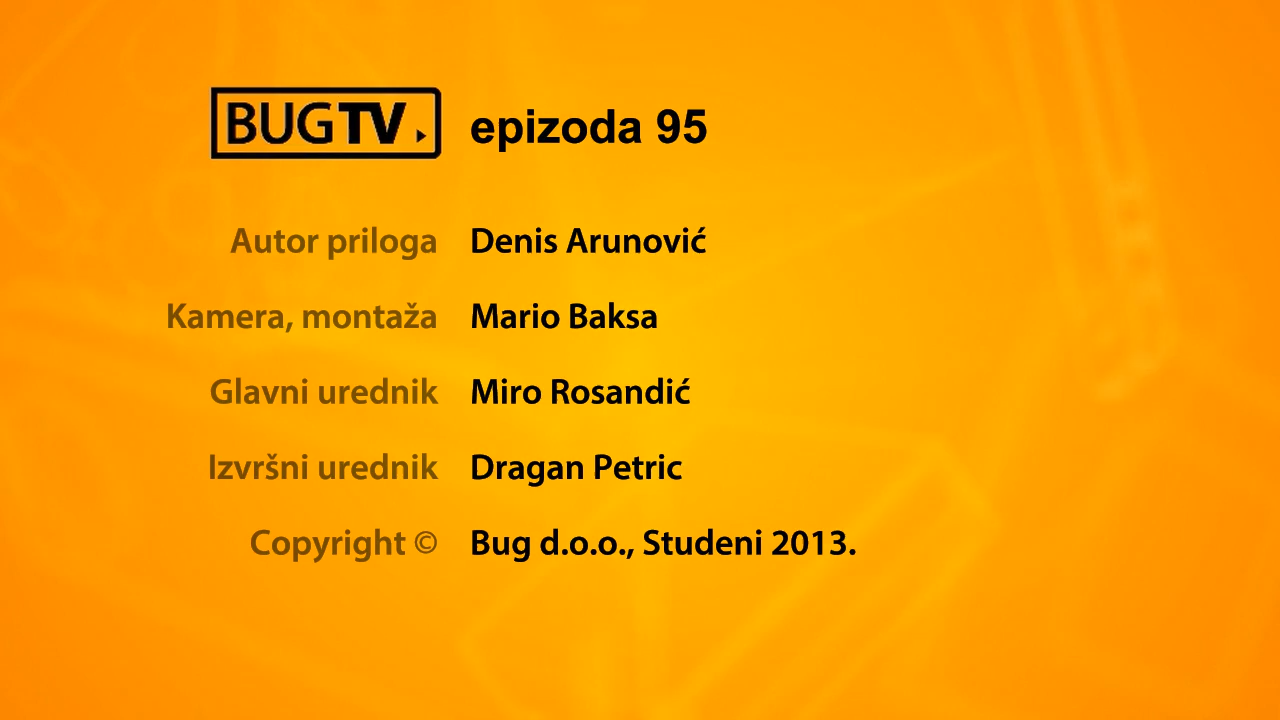 BUGTV epizoda 95
Autor priloga Denis Arunović
Kamera, montaža Mario Baksa
Glavni urednik Miro Rosandić
Izvršni urednik Dragan Petric
Copyright © Bug d.o.o., Studeni 2013.